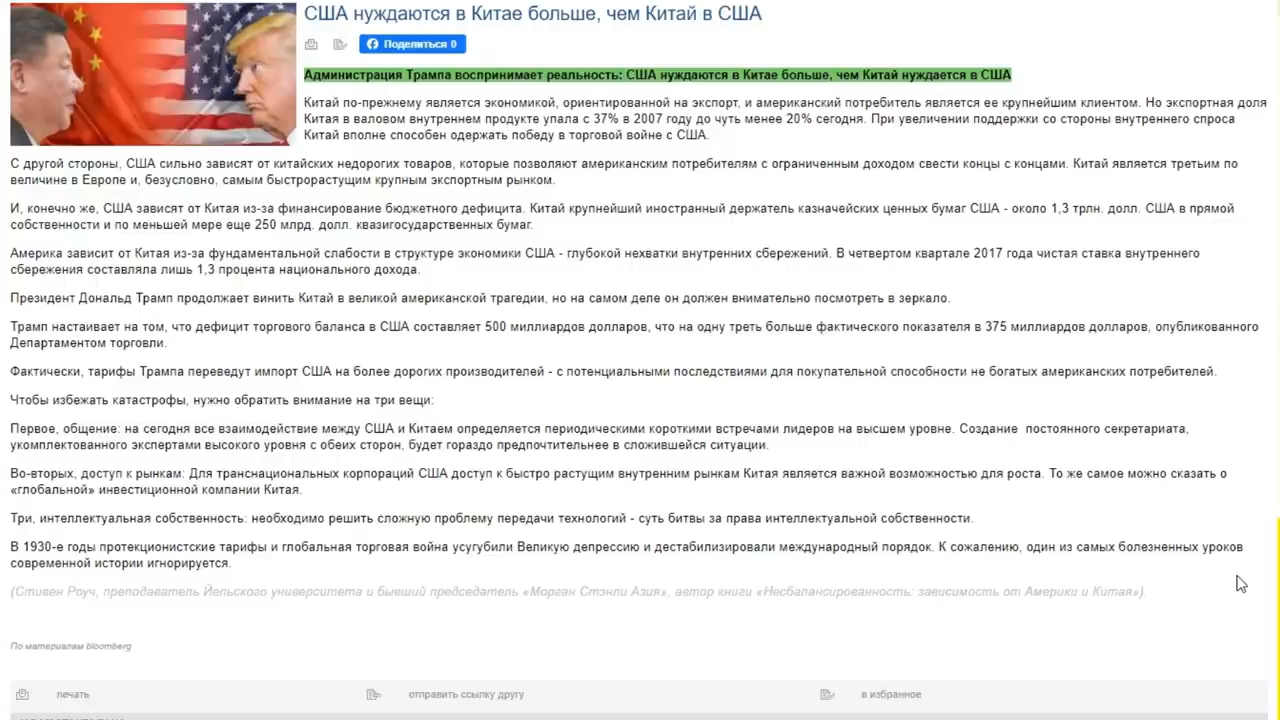 США нуждаются в Китае больше, чем Китай в США
Поделиться 0
Администрация Трампа воспринимает реальность: США нуждаются в Китае больше, чем Китай нуждается в США
Китай по-прежнему является экономикой, ориентированной на экспорт, и американский потребитель является ее крупнейшим клиентом. Но экспортная доля
Китая в валовом внутреннем продукте упала с 37% в 2007 году до чуть менее 20% сегодня. При увеличении поддержки со стороны внутреннего спроса
Китай вполне способен одержать победу в торговой войне с США.
С другой стороны, США сильно зависят от китайских недорогих товаров, которые позволяют американским потребителям с ограниченным доходом свести концы с концами. Китай является третьим по
величине в Европе и, безусловно, самым быстрорастущим крупным экспортным рынком.
И, конечно же, США зависят от Китая из-за финансирование бюджетного дефицита. Китай крупнейший иностранный держатель казначейских ценных бумаг США - около 1,3 трлн. долл. США в прямой
собственности и по меньшей мере еще 250 млрд. долл. квазигосударственных бумаг.
Америка зависит от Китая из-за фундаментальной слабости в структуре экономики США - глубокой нехватки внутренних сбережений. В четвертом квартале 2017 года чистая ставка внутреннего
сбережения составляла лишь 1,3 процента национального дохода.
Президент Дональд Трамп продолжает винить Китай в великой американской трагедии, но на самом деле он должен внимательно посмотреть в зеркало.
Трамп настаивает на том, что дефицит торгового баланса в США составляет 500 миллиардов долларов, что на одну треть больше фактического показателя в 375 миллиардов долларов, опубликованного
Департаментом торговли.
Фактически, тарифы Трампа переведут импорт США на более дорогих производителей - с потенциальными последствиями для покупательной способности не богатых американских потребителей.
Чтобы избежать катастрофы, нужно обратить внимание на три вещи:
Первое, общение: на сегодня все взаимодействие между США и Китаем определяется периодическими короткими встречами лидеров на высшем уровне. Создание постоянного секретариата,
укомплектованного экспертами высокого уровня с обеих сторон, будет гораздо предпочтительнее в сложившейся ситуации.
Во-вторых, доступ к рынкам: Для транснациональных корпораций США доступ к быстро растущим внутренним рынкам Китая является важной возможностью для роста. То же самое можно сказать о
«глобальной» инвестиционной компании Китая.
Три, интеллектуальная собственность: необходимо решить сложную проблему передачи технологий - суть битвы за права интеллектуальной собственности.
В 1930-е годы протекционистские тарифы и глобальная торговая война усугубили Великую депрессию и дестабилизировали международный порядок. К сожалению, один из самых болезненных уроков
современной истории игнорируется.
(Стивен Роуч, преподаватель Йельского университета и бывший председатель «Морган Стэнли Азия», автор книги «Несбалансированность: зависимость от Америки и Китая»).
По материалам bloomberg
печать
отправить ссылку другу
в избранное